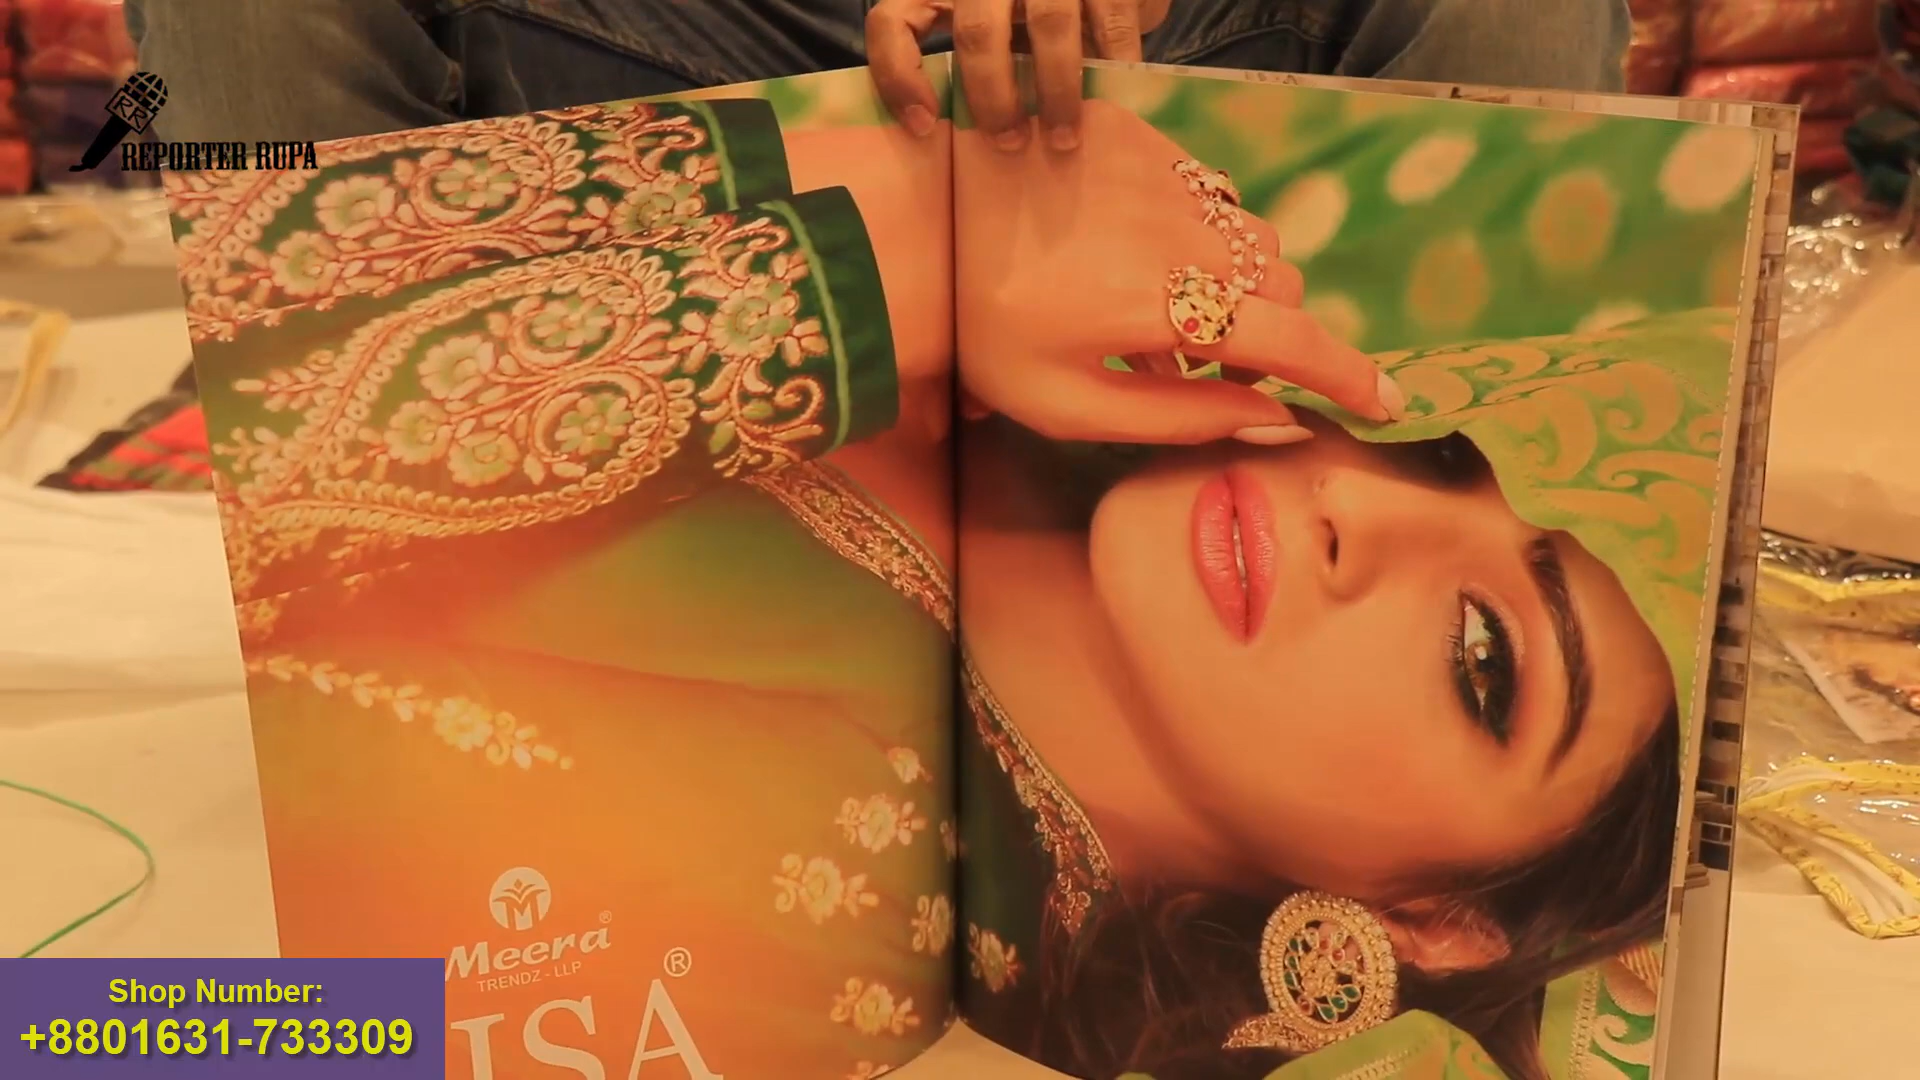 REPORTER RUPA
Meera®
TRENDZ - LLP
ISA®
Shop Number:
+8801631-733309